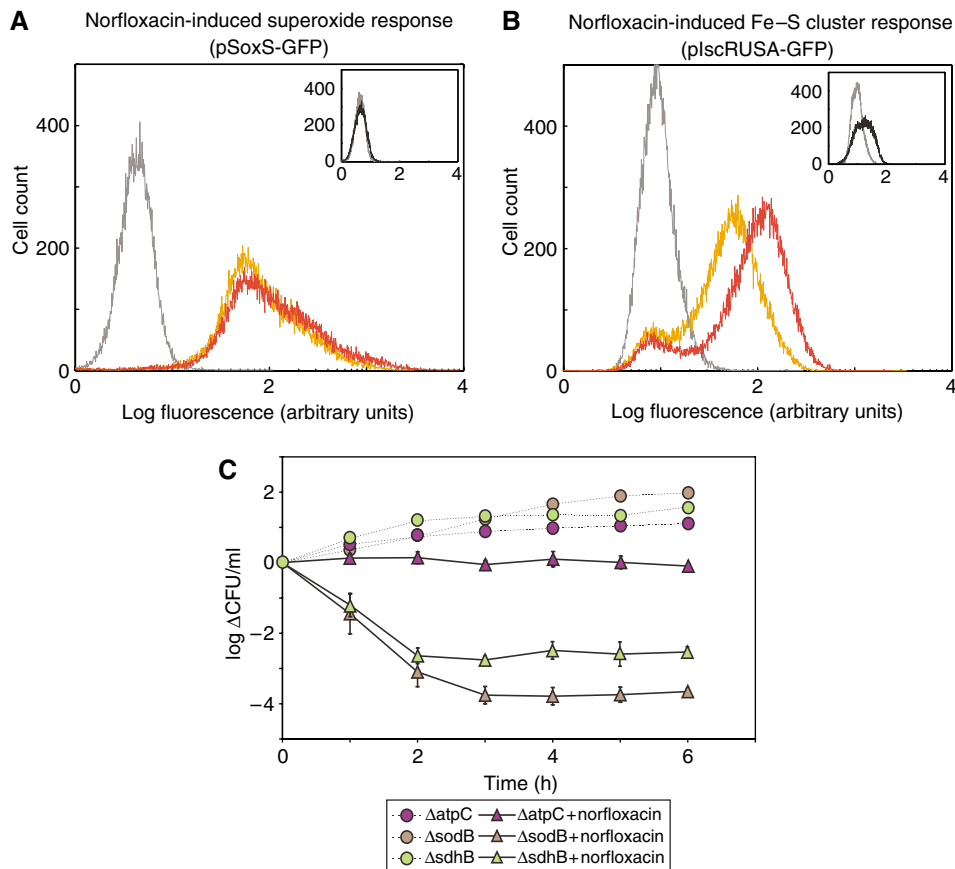 A
Norfloxacin-induced superoxide response
(pSoxS-GFP)
400
200
0
Cell count
0
2
4
Log fluorescence (arbitrary units)
400
200
0
0
2
4
B
Norfloxacin-induced Fe–S cluster response
(pIscRUSA-GFP)
400
200
0
Cell count
0
2
4
Log fluorescence (arbitrary units)
400
200
0
0
2
4
C
2
0
−2
−4
log ΔCFU/ml
0
2
4
6
Time (h)
ΔatpC ΔatpC+norfloxacin
ΔsodB ΔsodB+norfloxacin
ΔsdhB ΔsdhB+norfloxacin